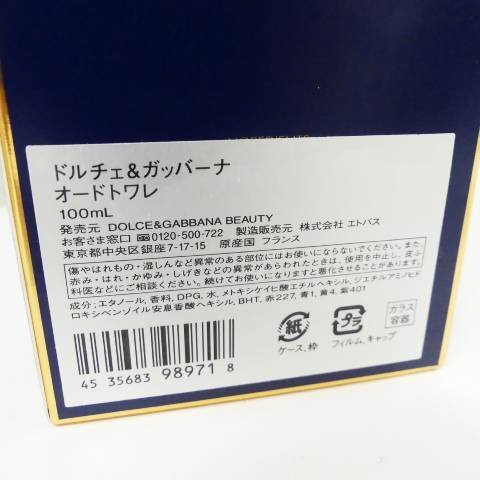 ドルチェ&ガッバーナ
オードトワレ
100mL
発売元 DOLCE&GABBANA BEAUTY
お客さま窓口 0120-500-722 製造販売元 株式会社 エトバス
東京都中央区銀座7-17-15 原産国 フランス
傷やはれもの・湿しんなど異常のある部位にはお使いにならないでください。また、
赤み・はれ・かゆみ・しげきなどの異常があらわれたときは、使用を中止し、皮ふ
科医などにご相談ください。続けてお使いになりますと悪化させることがあります。
成分:エタノール, 香料, DPG, 水, メトキシケイヒ酸エチルヘキシル, ジエチルアミノヒド
ロキシベンゾイル安息香酸ヘキシル, BHT, 赤227, 青1, 黄4, 紫401
紙
ケース、枠
プラ
フィルム、キャップ
ガラス
容器
4 535683 989718